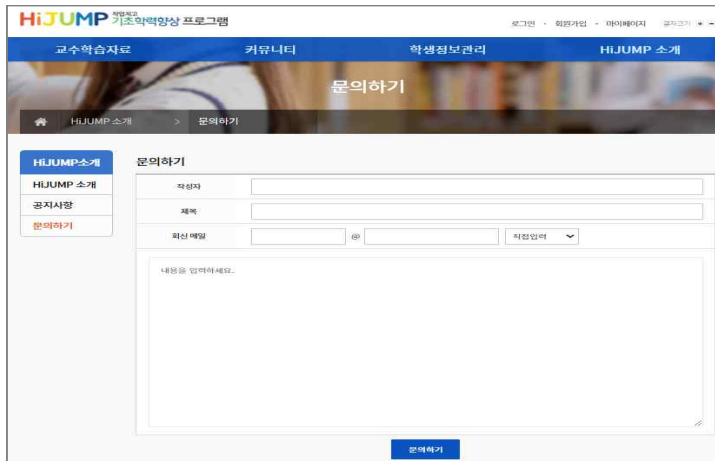 HiJUMP 직업계고 기초학력향상 프로그램
로그인 · 회원가입 · 마이페이지 글자크기 + -
교수학습자료 커뮤니티 학생정보관리 HiJUMP 소개
문의하기
HiJUMP 소개 > 문의하기
HiJUMP소개
HiJUMP 소개
공지사항
문의하기
문의하기
작성자
제목
회신 메일 @ 직접입력
내용을 입력하세요.
문의하기